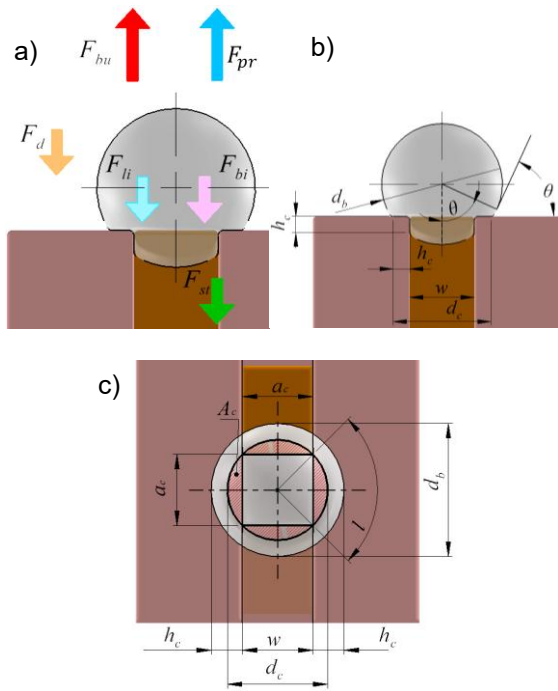 a)
F_bu
F_pr
F_d
F_li
F_bi
F_st
b)
d_b
θ
θ
h_c
h_c
w
d_c
c)
a_c
A_c
a_c
l
d_b
h_c
w
h_c
d_c